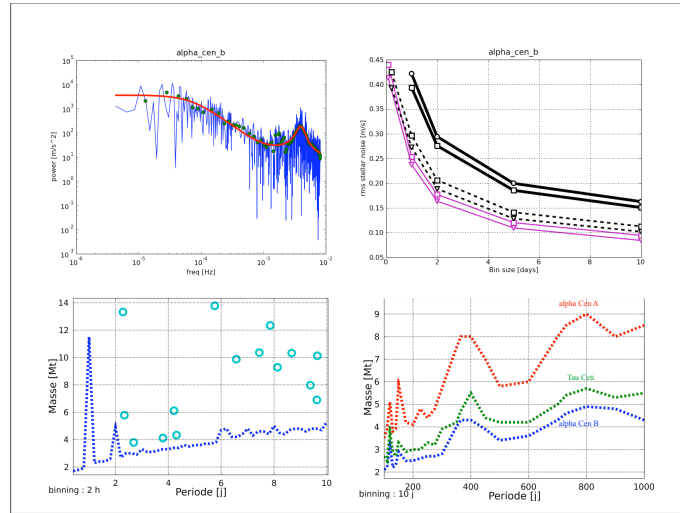 alpha_cen_b
10^5
10^4
10^3
10^2
10^1
10^0
10^-1
10^-2
10^-3
power [m/s^2]
10^-6 10^-5 10^-4 10^-3 10^-2
freq [Hz]
alpha_cen_b
0.45
0.40
0.35
0.30
0.25
0.20
0.15
0.10
0.05
rms stellar noise [m/s]
0 2 4 6 8 10
Bin size [days]
14
12
10
8
6
4
2
Masse [Mt]
2 4 6 8 10
Periode [j]
binning : 2 h
alpha Cen A
Tau Ceti
alpha Cen B
9
8
7
6
5
4
3
2
Masse [Mt]
0 200 400 600 800 1000
Periode [j]
binning : 10 j